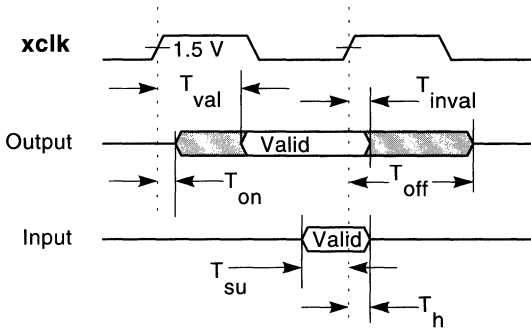 xclk
1.5 V
T val
T inval
Output
Valid
T on
T off
Input
Valid
T su
T h